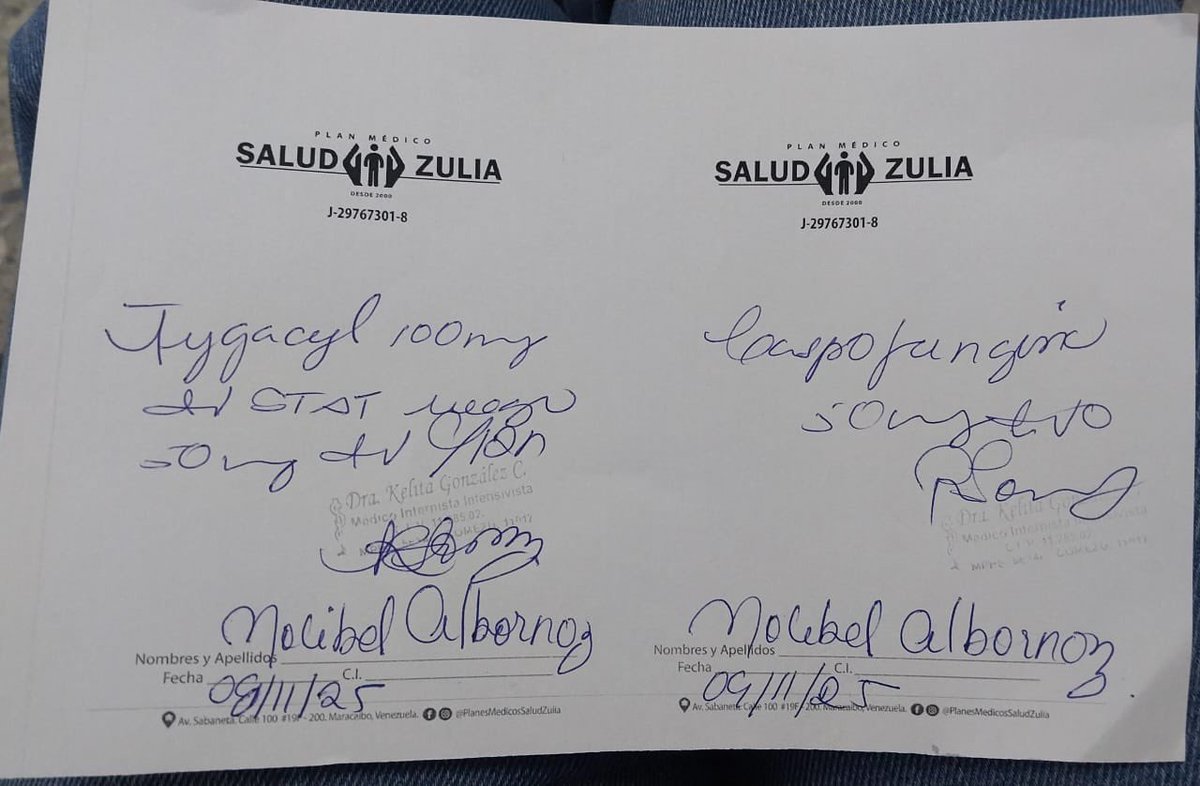 PLAN MÉDICO
SALUD ZULIA
DESDE 2000
J-29767301-8
Tygacyl 100mg
IV STAT luego
50mg IV C/12h
Dra. Kelita González C.
Médico Internista Intensivista
Nombres y Apellidos Molibel Albornoz
Fecha 09/11/25 C.I.
Av. Sabaneta. Calle 100 #19F - 200. Maracaibo, Venezuela. @PlanesMedicosSaludZulia
PLAN MÉDICO
SALUD ZULIA
DESDE 2000
J-29767301-8
Caspofungin
50mg
Dra. Kelita González C.
Médico Internista Intensivista
Nombres y Apellidos Molibel Albornoz
Fecha 09/11/25 C.I.
Av. Sabaneta. Calle 100 #19F - 200. Maracaibo, Venezuela. @PlanesMedicosSaludZulia